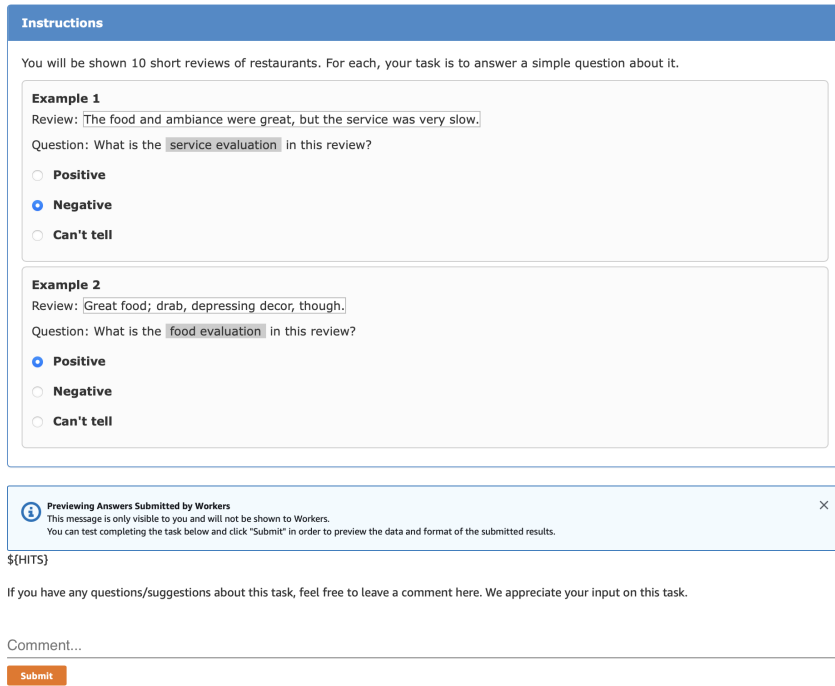 Instructions
You will be shown 10 short reviews of restaurants. For each, your task is to answer a simple question about it.
Example 1
Review: The food and ambiance were great, but the service was very slow.
Question: What is the service evaluation in this review?
Positive
Negative
Can't tell
Example 2
Review: Great food; drab, depressing decor, though.
Question: What is the food evaluation in this review?
Positive
Negative
Can't tell
Previewing Answers Submitted by Workers
This message is only visible to you and will not be shown to Workers.
You can test completing the task below and click "Submit" in order to preview the data and format of the submitted results.
${HITS}
If you have any questions/suggestions about this task, feel free to leave a comment here. We appreciate your input on this task.
Comment...
Submit